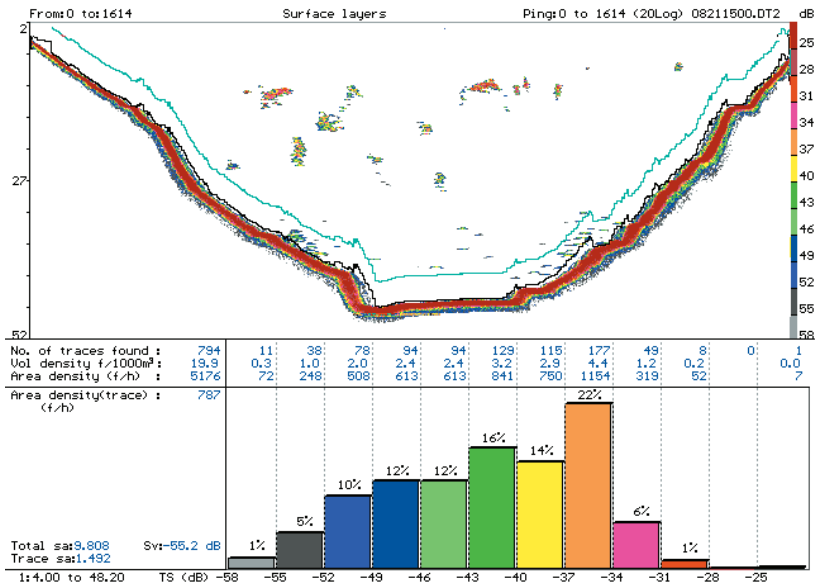 From:0 to:1614 Surface layers Ping:0 to 1614 (20Log) 08211500.DT2 dB
2
27
52
25
28
31
34
37
40
43
46
49
52
55
58
No. of traces found : 794 11 38 78 94 94 129 115 177 49 8 0 1
Vol density f/1000m³: 19.9 0.3 1.0 2.0 2.4 2.4 3.2 2.9 4.4 1.2 0.2 0.0
Area density (f/h) : 5176 72 248 508 613 613 841 750 1154 319 52 7
Area density(trace) : 787
(f/h)
1% 5% 10% 12% 12% 16% 14% 22% 6% 1%
Total sa:9.808 Sv:-55.2 dB
Trace sa:1.492
1:4.00 to 48.20 TS (dB) -58 -55 -52 -49 -46 -43 -40 -37 -34 -31 -28 -25